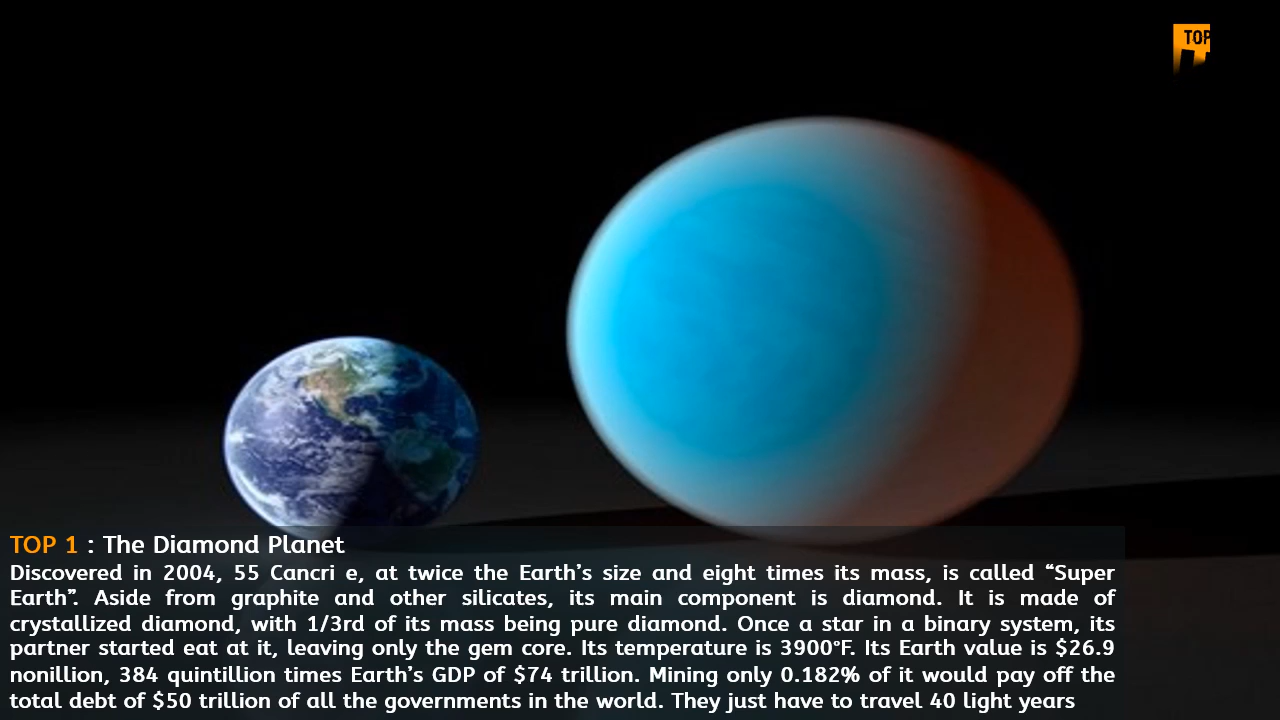 TOP
TOP 1 : The Diamond Planet
Discovered in 2004, 55 Cancri e, at twice the Earth’s size and eight times its mass, is called “Super
Earth”. Aside from graphite and other silicates, its main component is diamond. It is made of
crystallized diamond, with 1/3rd of its mass being pure diamond. Once a star in a binary system, its
partner started eat at it, leaving only the gem core. Its temperature is 3900ºF. Its Earth value is $26.9
nonillion, 384 quintillion times Earth’s GDP of $74 trillion. Mining only 0.182% of it would pay off the
total debt of $50 trillion of all the governments in the world. They just have to travel 40 light years